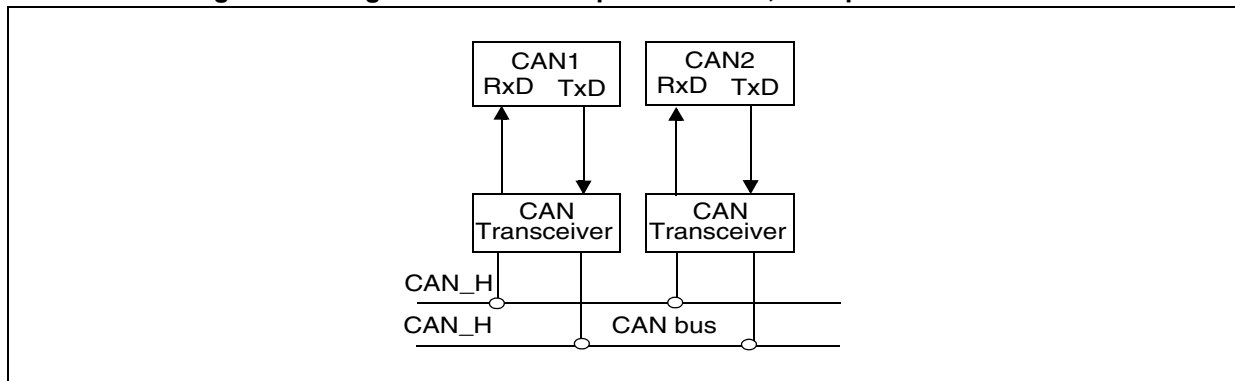 CAN1
RxD TxD
CAN2
RxD TxD
CAN
Transceiver
CAN
Transceiver
CAN_H
CAN_H
CAN bus